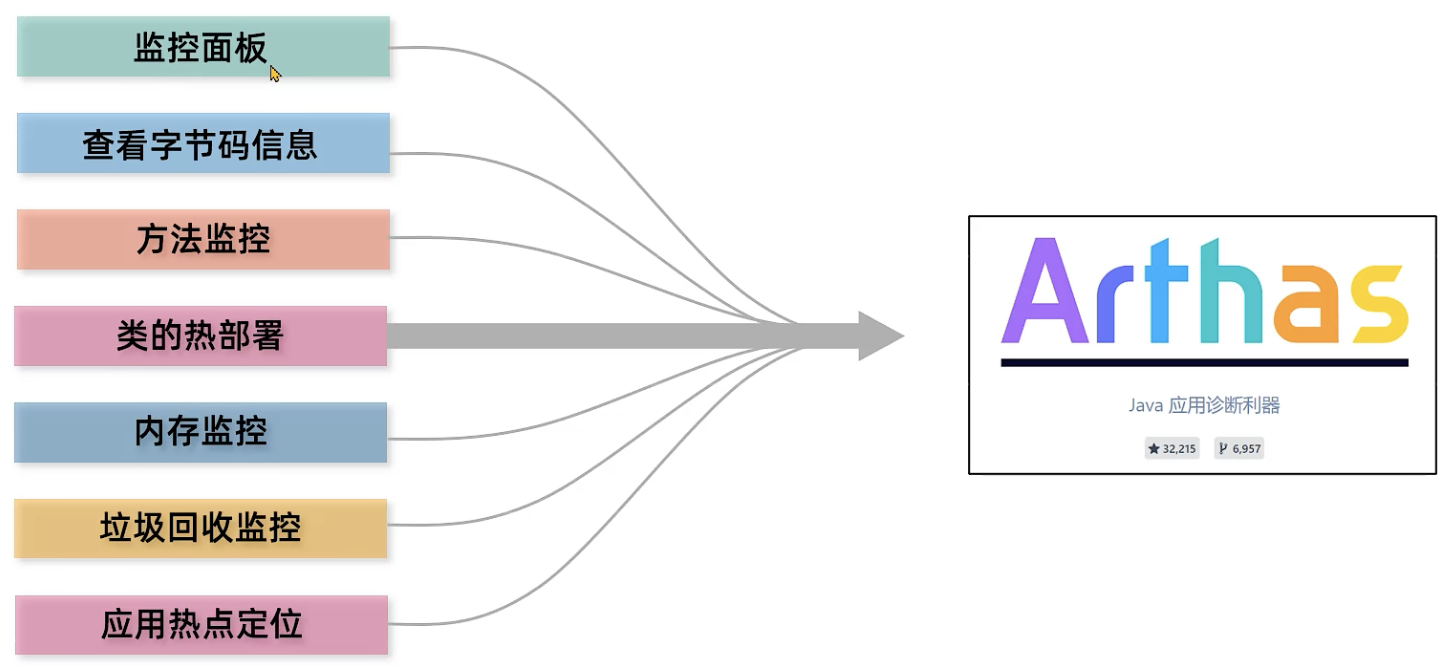 监控面板
查看字节码信息
方法监控
类的热部署
内存监控
垃圾回收监控
应用热点定位
Arthas
Java 应用诊断利器
32,215 6,957